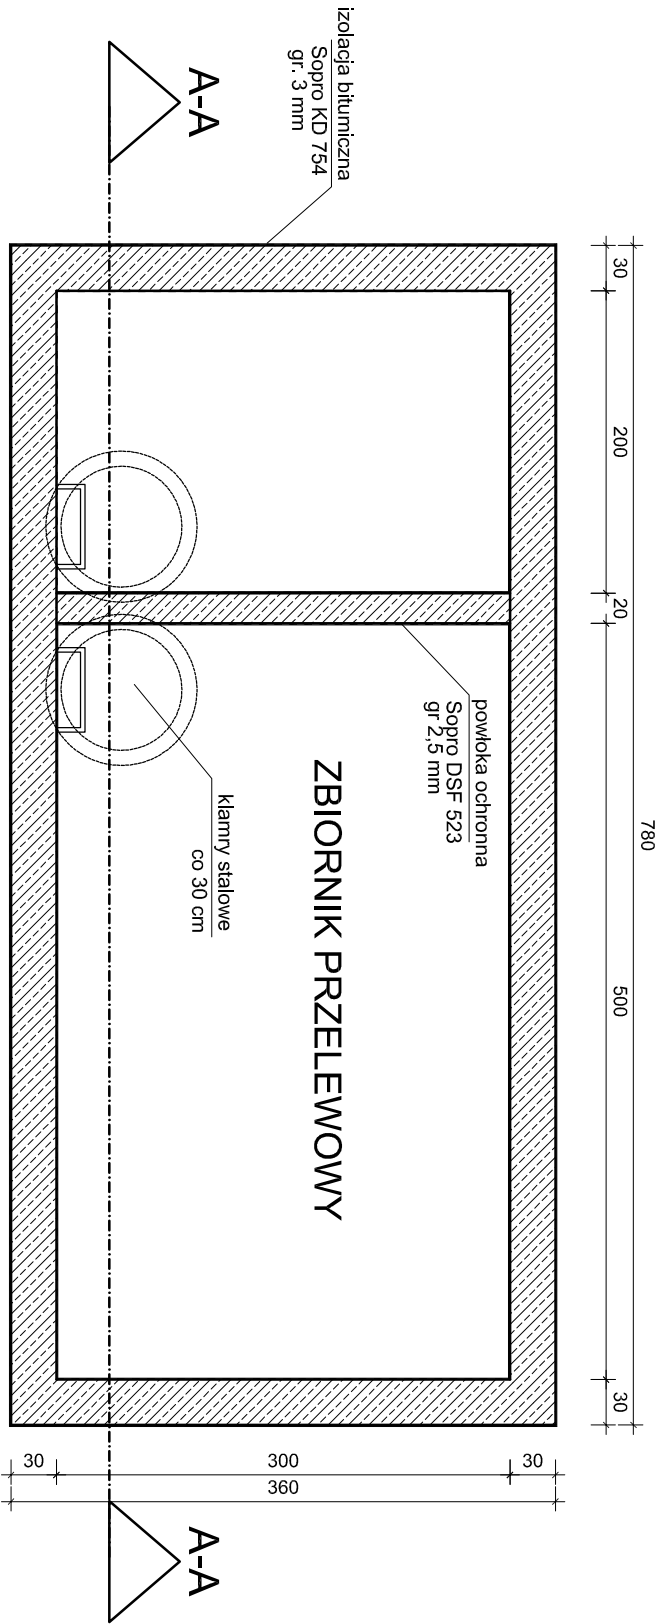 izolacja bitumiczna
Sopro KD 754
gr. 3 mm
A-A
780
30
200
20
500
30
powłoka ochronna
Sopro DSF 523
gr 2,5 mm
ZBIORNIK PRZELEWOWY
klamry stalowe
co 30 cm
30
300
30
360
A-A